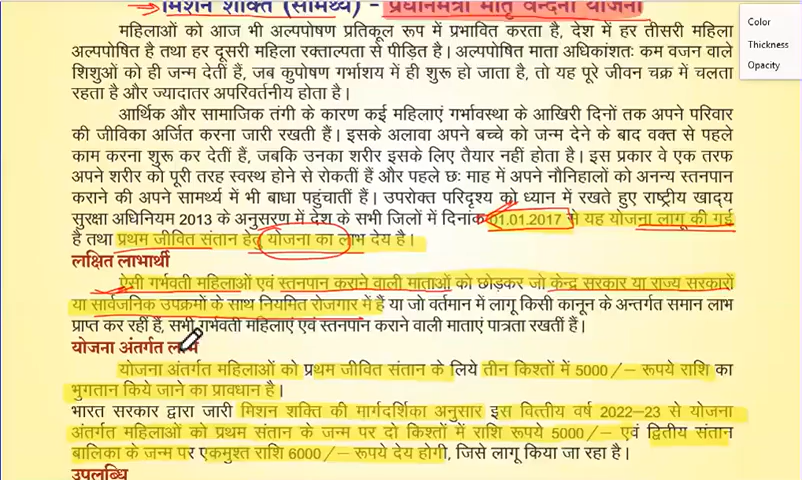 मिशन शक्ति (सामर्थ्य) - प्रधानमंत्री मातृ वन्दना योजना
Color
Thickness
Opacity
महिलाओं को आज भी अल्पपोषण प्रतिकूल रूप में प्रभावित करता है, देश में हर तीसरी महिला
अल्पपोषित है तथा हर दूसरी महिला रक्ताल्पता से पीड़ित है। अल्पपोषित माता अधिकांशतः कम वजन वाले
शिशुओं को ही जन्म देतीं हैं, जब कुपोषण गर्भाशय में ही शुरू हो जाता है, तो यह पूरे जीवन चक्र में चलता
रहता है और ज्यादातर अपरिवर्तनीय होता है।
आर्थिक और सामाजिक तंगी के कारण कई महिलाएं गर्भावस्था के आखिरी दिनों तक अपने परिवार
की जीविका अर्जित करना जारी रखती हैं। इसके अलावा अपने बच्चे को जन्म देने के बाद वक्त से पहले
काम करना शुरू कर देतीं हैं, जबकि उनका शरीर इसके लिए तैयार नहीं होता है। इस प्रकार वे एक तरफ
अपने शरीर को पूरी तरह स्वस्थ होने से रोकतीं हैं और पहले छः माह में अपने नौनिहालों को अनन्य स्तनपान
कराने की अपने सामर्थ्य में भी बाधा पहुंचातीं हैं। उपरोक्त परिदृश्य को ध्यान में रखते हुए राष्ट्रीय खाद्य
सुरक्षा अधिनियम 2013 के अनुसरण में देश के सभी जिलों में दिनांक 01.01.2017 से यह योजना लागू की गई
है तथा प्रथम जीवित संतान हेतु योजना का लाभ देय है।
लक्षित लाभार्थी
ऐसी गर्भवती महिलाओं एवं स्तनपान कराने वाली माताओं को छोड़कर जो केन्द्र सरकार या राज्य सरकारों
या सार्वजनिक उपक्रमों के साथ नियमित रोजगार में हैं या जो वर्तमान में लागू किसी कानून के अन्तर्गत समान लाभ
प्राप्त कर रहीं हैं, सभी गर्भवती महिलाएं एवं स्तनपान कराने वाली माताएं पात्रता रखतीं हैं।
योजना अंतर्गत लाभ
योजना अंतर्गत महिलाओं को प्रथम जीवित संतान के लिये तीन किश्तों में 5000/- रूपये राशि का
भुगतान किये जाने का प्रावधान है।
भारत सरकार द्वारा जारी मिशन शक्ति की मार्गदर्शिका अनुसार इस वित्तीय वर्ष 2022-23 से योजना
अंतर्गत महिलाओं को प्रथम संतान के जन्म पर दो किश्तों में राशि रूपये 5000/- एवं द्वितीय संतान
बालिका के जन्म पर एकमुश्त राशि 6000/- रूपये देय होगी, जिसे लागू किया जा रहा है।
उपलब्धि